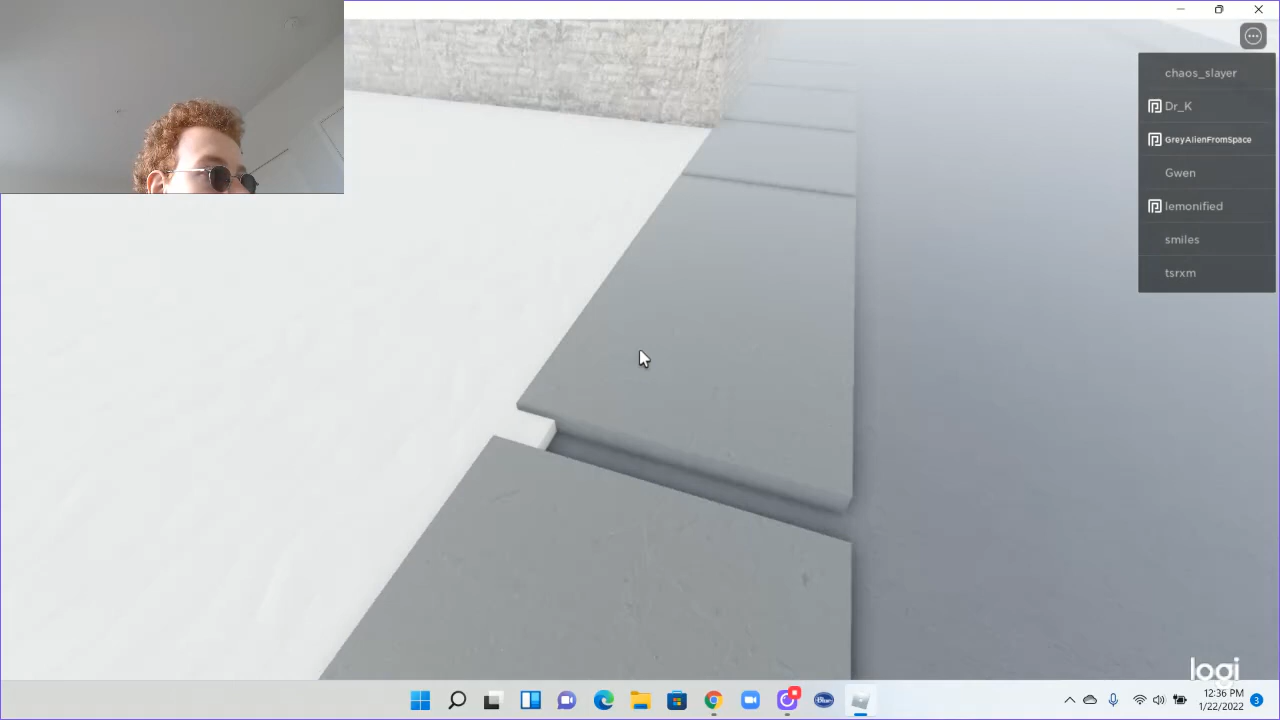 chaos_slayer
Dr_K
GreyAlienFromSpace
Gwen
lemonified
smiles
tsrxm
logi
12:36 PM
1/22/2022
3